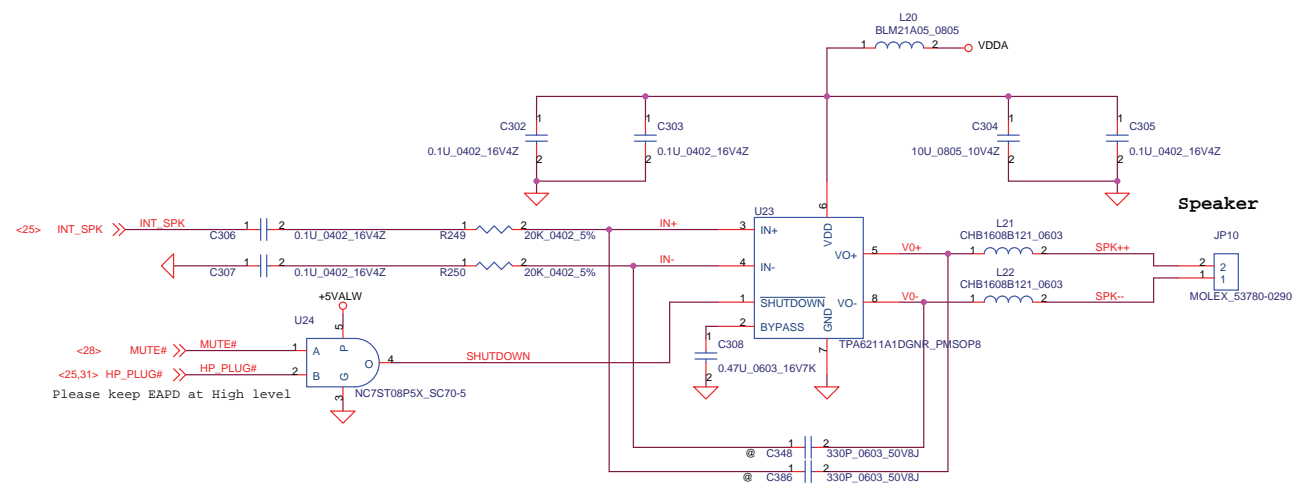 L20
BLM21A05_0805
1 2 VDDA
1 1 1 1
C302 C303 C304 C305
0.1U_0402_16V4Z 0.1U_0402_16V4Z 10U_0805_10V4Z 0.1U_0402_16V4Z
2 2 2 2
Speaker
<25> INT_SPK INT_SPK 1 2 1 2 IN+
C306 0.1U_0402_16V4Z R249 20K_0402_5%
1 2 1 2 IN-
C307 0.1U_0402_16V4Z R250 20K_0402_5%
U23
6
VDD
3 IN+
4 IN-
1 SHUTDOWN
2 BYPASS
VO+ 5 V0+
VO- 8 V0-
GND
7
TPA6211A1DGNR_PMSOP8
L21
CHB1608B121_0603
1 2 SPK++
L22
CHB1608B121_0603
1 2 SPK--
JP10
2 2
1 1
MOLEX_53780-0290
+5VALW
U24
5
P
<28> MUTE# MUTE# 1 A
O 4 SHUTDOWN
<25,31> HP_PLUG# HP_PLUG# 2 B
G
3
NC7ST08P5X_SC70-5
Please keep EAPD at High level
1
C308
0.47U_0603_16V7K
2
1 2
@ C348 330P_0603_50V8J
1 2
@ C386 330P_0603_50V8J